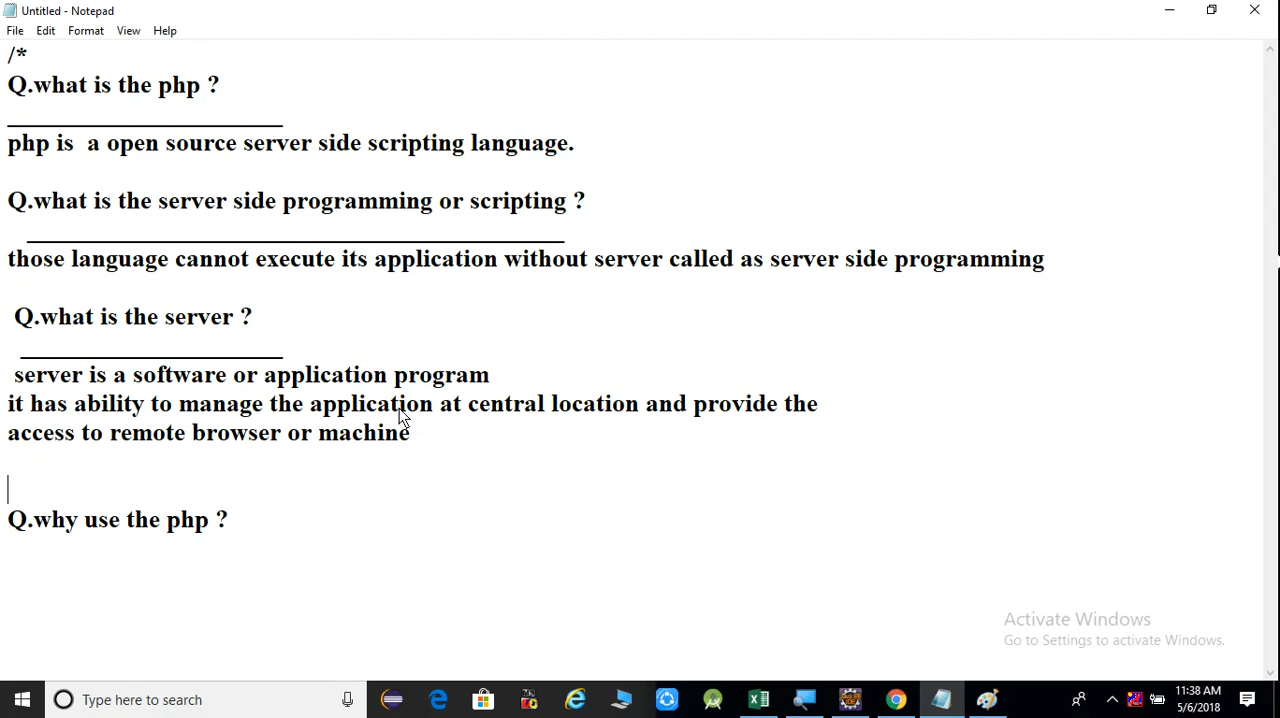 Untitled - Notepad
File Edit Format View Help
/*
Q.what is the php ?
______________________
php is  a open source server side scripting language.
Q.what is the server side programming or scripting ?
___________________________________________
those language cannot execute its application without server called as server side programming
Q.what is the server ?
_____________________
server is a software or application program
it has ability to manage the application at central location and provide the
access to remote browser or machine
Q.why use the php ?
Activate Windows
Go to Settings to activate Windows.
Type here to search
11:38 AM
5/6/2018